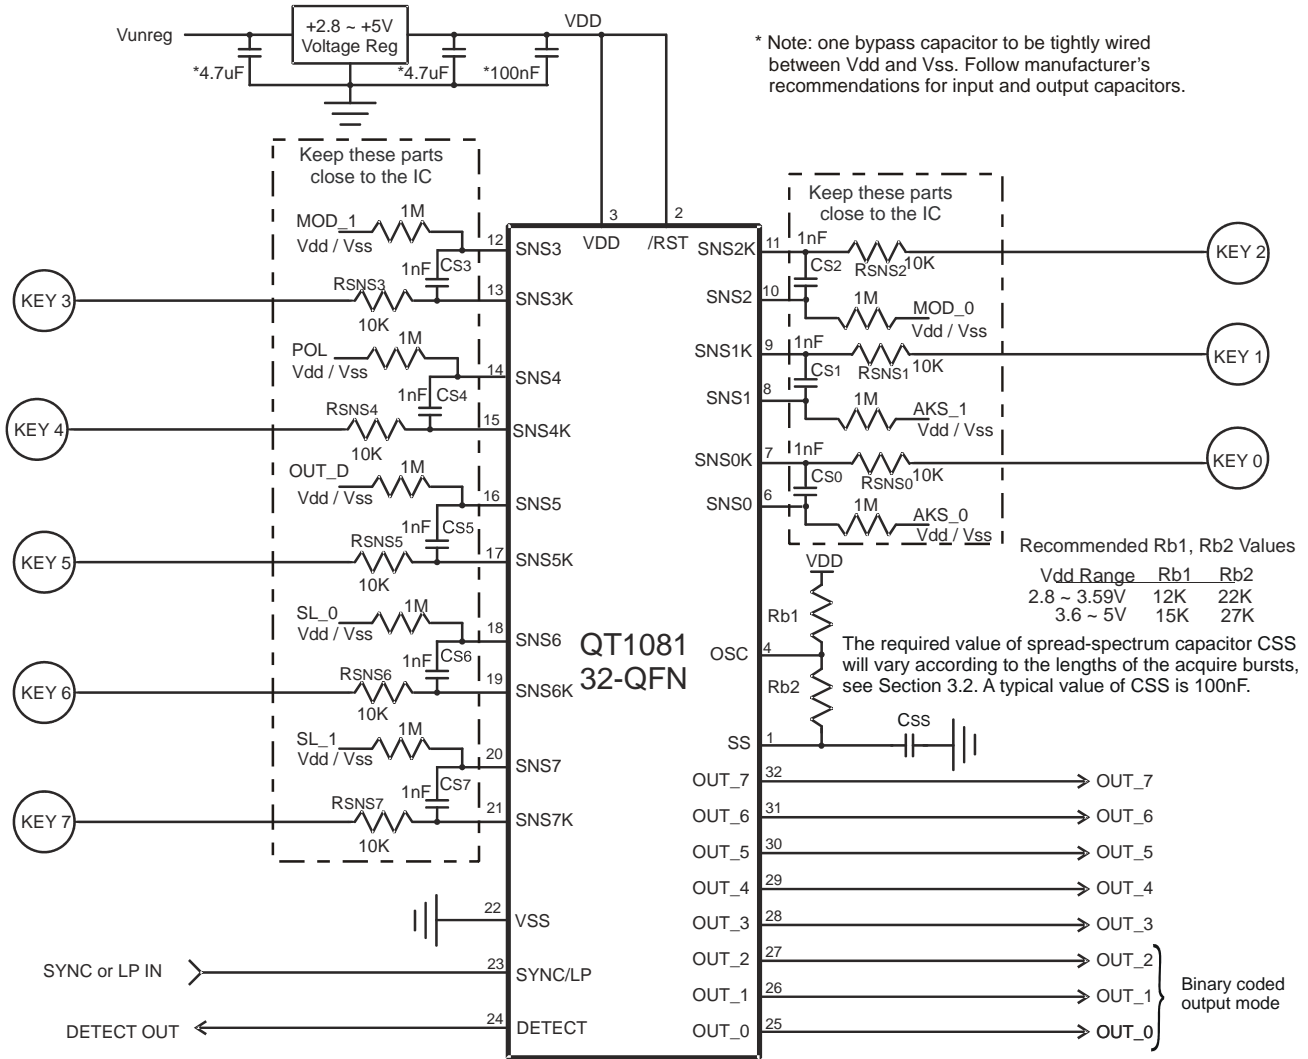 Vunreg
+2.8 ~ +5V
Voltage Reg
VDD
*4.7uF
*4.7uF
*100nF
* Note: one bypass capacitor to be tightly wired
between Vdd and Vss. Follow manufacturer's
recommendations for input and output capacitors.
Keep these parts
close to the IC
MOD_1
Vdd / Vss
1M
12
SNS3
1nF
CS3
KEY 3
RSNS3
10K
13
SNS3K
POL
Vdd / Vss
1M
14
SNS4
1nF
CS4
KEY 4
RSNS4
10K
15
SNS4K
OUT_D
Vdd / Vss
1M
16
SNS5
1nF
CS5
KEY 5
RSNS5
10K
17
SNS5K
SL_0
Vdd / Vss
1M
18
SNS6
1nF
CS6
KEY 6
RSNS6
10K
19
SNS6K
SL_1
Vdd / Vss
1M
20
SNS7
1nF
CS7
KEY 7
RSNS7
10K
21
SNS7K
22
VSS
SYNC or LP IN
23
SYNC/LP
DETECT OUT
24
DETECT
3
VDD
2
/RST
QT1081
32-QFN
Keep these parts
close to the IC
SNS2K
11
1nF
CS2
RSNS2
10K
KEY 2
SNS2
10
1M
MOD_0
Vdd / Vss
SNS1K
9
1nF
CS1
RSNS1
10K
KEY 1
SNS1
8
1M
AKS_1
Vdd / Vss
SNS0K
7
1nF
CS0
RSNS0
10K
KEY 0
SNS0
6
1M
AKS_0
Vdd / Vss
VDD
Rb1
OSC
4
Rb2
SS
1
CSS
Recommended Rb1, Rb2 Values
Vdd Range Rb1 Rb2
2.8 ~ 3.59V 12K 22K
3.6 ~ 5V 15K 27K
The required value of spread-spectrum capacitor CSS
will vary according to the lengths of the acquire bursts,
see Section 3.2. A typical value of CSS is 100nF.
OUT_7 32 OUT_7
OUT_6 31 OUT_6
OUT_5 30 OUT_5
OUT_4 29 OUT_4
OUT_3 28 OUT_3
OUT_2 27 OUT_2
OUT_1 26 OUT_1
OUT_0 25 OUT_0
Binary coded
output mode